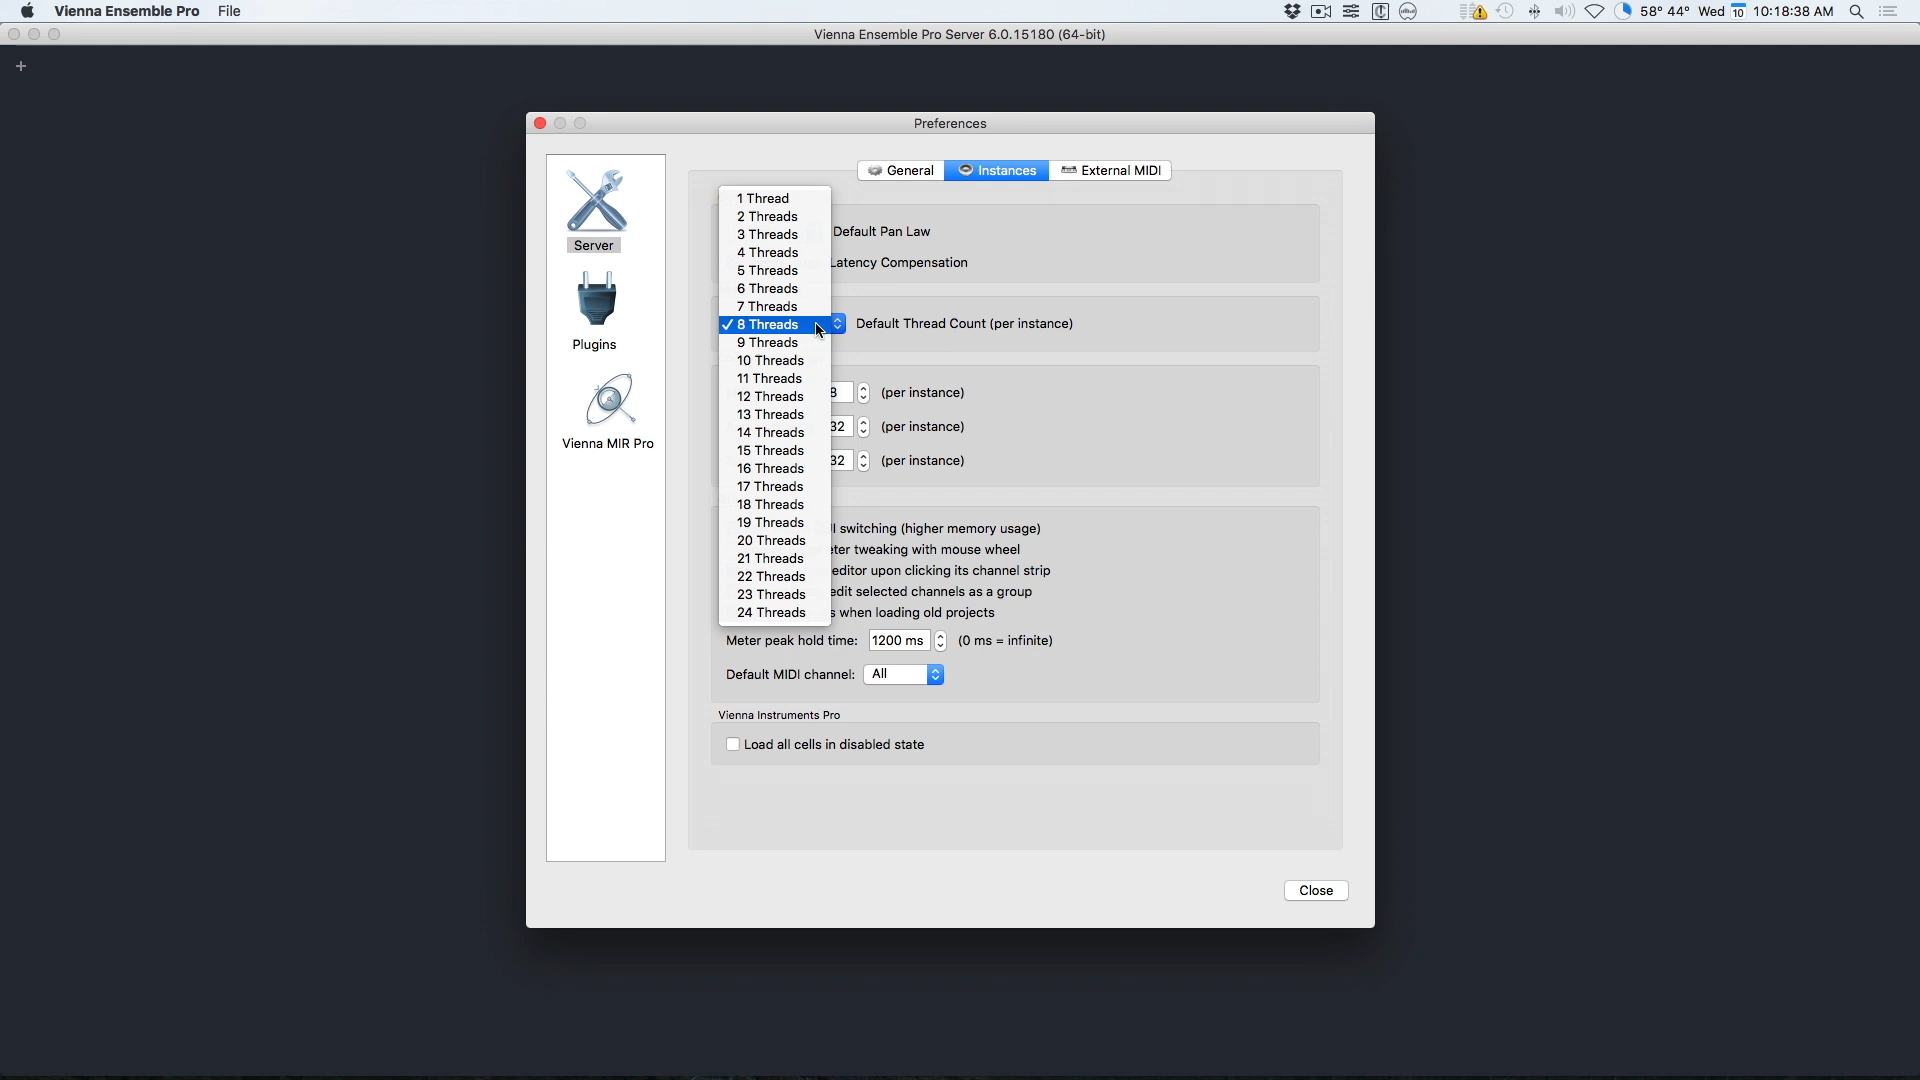 Vienna Ensemble Pro File 58° 44° Wed 10 10:18:38 AM
Vienna Ensemble Pro Server 6.0.15180 (64-bit)
+
Preferences
General Instances External MIDI
Server
Plugins
Vienna MIR Pro
1 Thread
2 Threads
3 Threads
4 Threads
5 Threads
6 Threads
7 Threads
✓ 8 Threads
9 Threads
10 Threads
11 Threads
12 Threads
13 Threads
14 Threads
15 Threads
16 Threads
17 Threads
18 Threads
19 Threads
20 Threads
21 Threads
22 Threads
23 Threads
24 Threads
Default Pan Law
Latency Compensation
Default Thread Count (per instance)
8 (per instance)
32 (per instance)
32 (per instance)
switching (higher memory usage)
tweaking with mouse wheel
editor upon clicking its channel strip
edit selected channels as a group
when loading old projects
Meter peak hold time: 1200 ms (0 ms = infinite)
Default MIDI channel: All
Vienna Instruments Pro
Load all cells in disabled state
Close